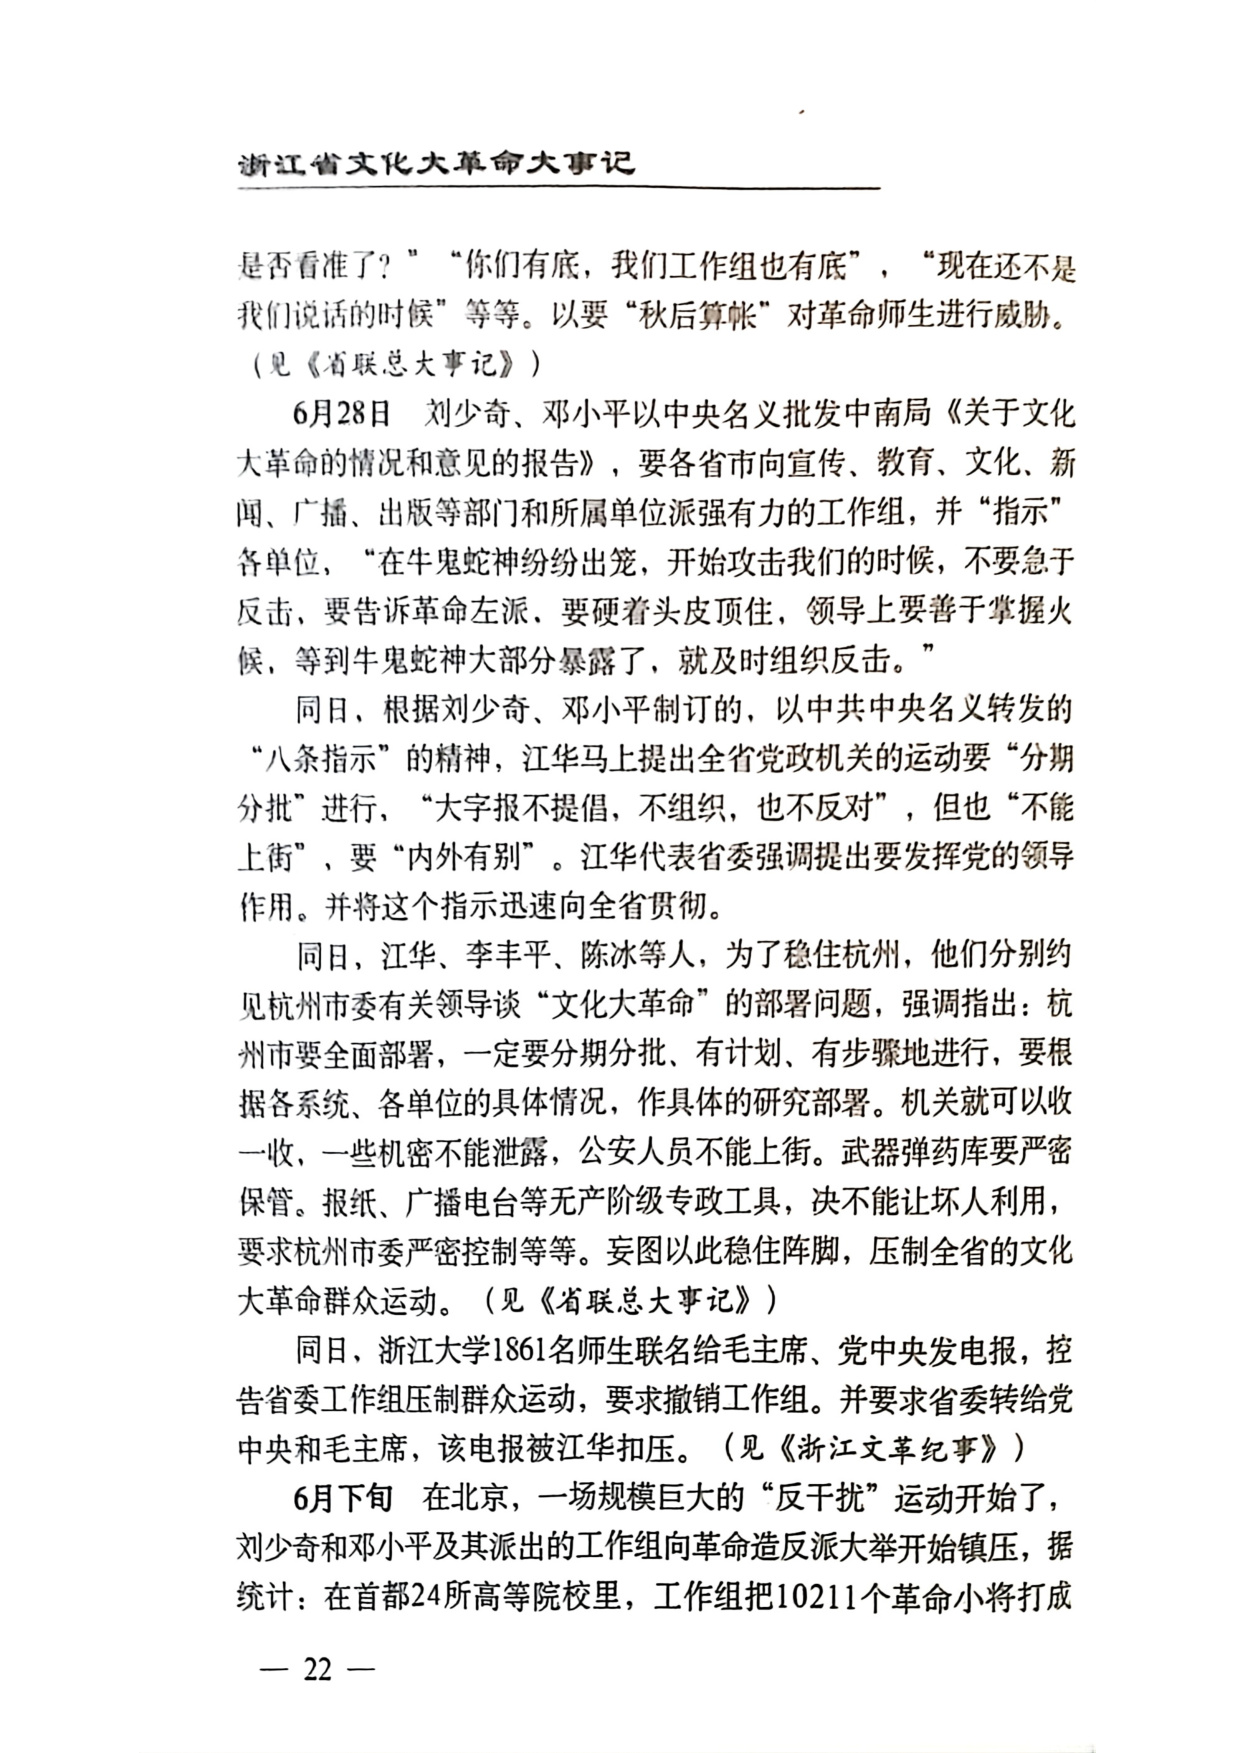 浙江省文化大革命大事记
是否看准了？”“你们有底，我们工作组也有底”，“现在还不是
我们说话的时候”等等。以要“秋后算帐”对革命师生进行威胁。
（见《省联总大事记》）
6月28日 刘少奇、邓小平以中央名义批发中南局《关于文化
大革命的情况和意见的报告》，要各省市向宣传、教育、文化、新
闻、广播、出版等部门和所属单位派强有力的工作组，并“指示”
各单位，“在牛鬼蛇神纷纷出笼，开始攻击我们的时候，不要急于
反击，要告诉革命左派，要硬着头皮顶住，领导上要善于掌握火
候，等到牛鬼蛇神大部分暴露了，就及时组织反击。”
同日，根据刘少奇、邓小平制订的，以中共中央名义转发的
“八条指示”的精神，江华马上提出全省党政机关的运动要“分期
分批”进行，“大字报不提倡，不组织，也不反对”，但也“不能
上街”，要“内外有别”。江华代表省委强调提出要发挥党的领导
作用。并将这个指示迅速向全省贯彻。
同日，江华、李丰平、陈冰等人，为了稳住杭州，他们分别约
见杭州市委有关领导谈“文化大革命”的部署问题，强调指出：杭
州市要全面部署，一定要分期分批、有计划、有步骤地进行，要根
据各系统、各单位的具体情况，作具体的研究部署。机关就可以收
一收，一些机密不能泄露，公安人员不能上街。武器弹药库要严密
保管。报纸、广播电台等无产阶级专政工具，决不能让坏人利用，
要求杭州市委严密控制等等。妄图以此稳住阵脚，压制全省的文化
大革命群众运动。（见《省联总大事记》）
同日，浙江大学1861名师生联名给毛主席、党中央发电报，控
告省委工作组压制群众运动，要求撤销工作组。并要求省委转给党
中央和毛主席，该电报被江华扣压。（见《浙江文革纪事》）
6月下旬 在北京，一场规模巨大的“反干扰”运动开始了，
刘少奇和邓小平及其派出的工作组向革命造反派大举开始镇压，据
统计：在首都24所高等院校里，工作组把10211个革命小将打成
— 22 —